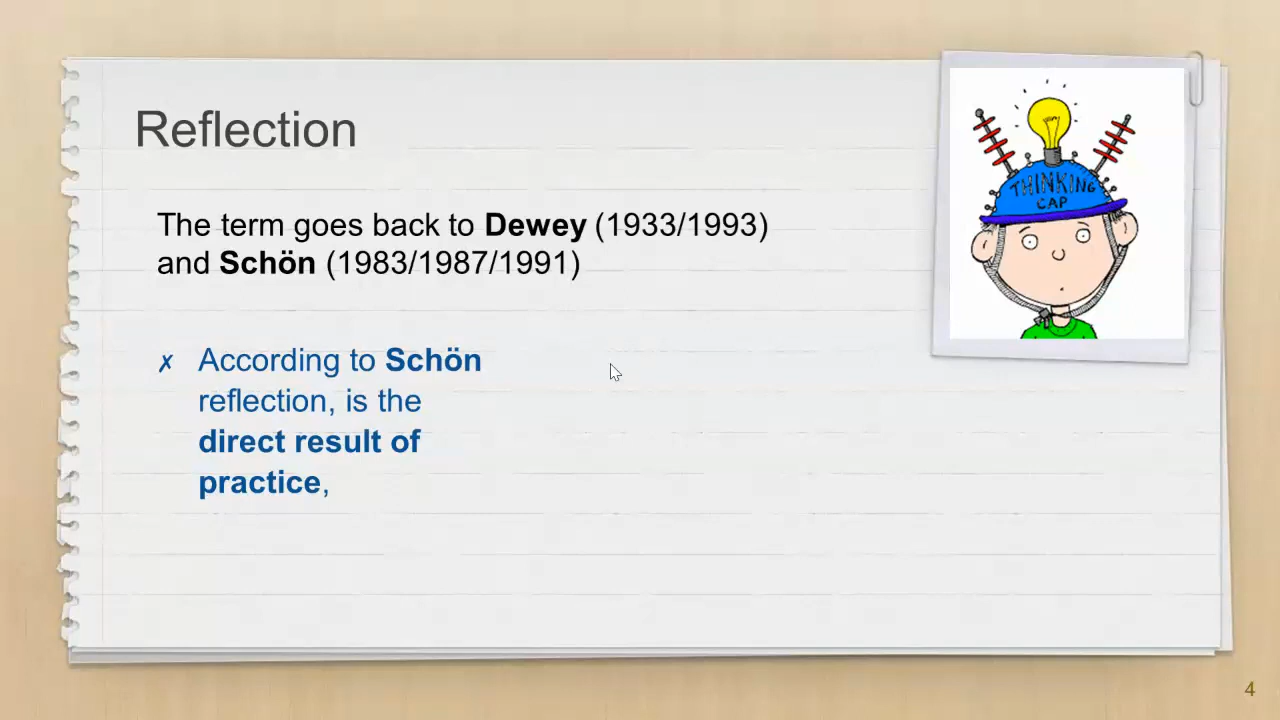 Reflection
The term goes back to Dewey (1933/1993)
and Schön (1983/1987/1991)
✗ According to Schön
reflection, is the
direct result of
practice,
THINKING
CAP
4